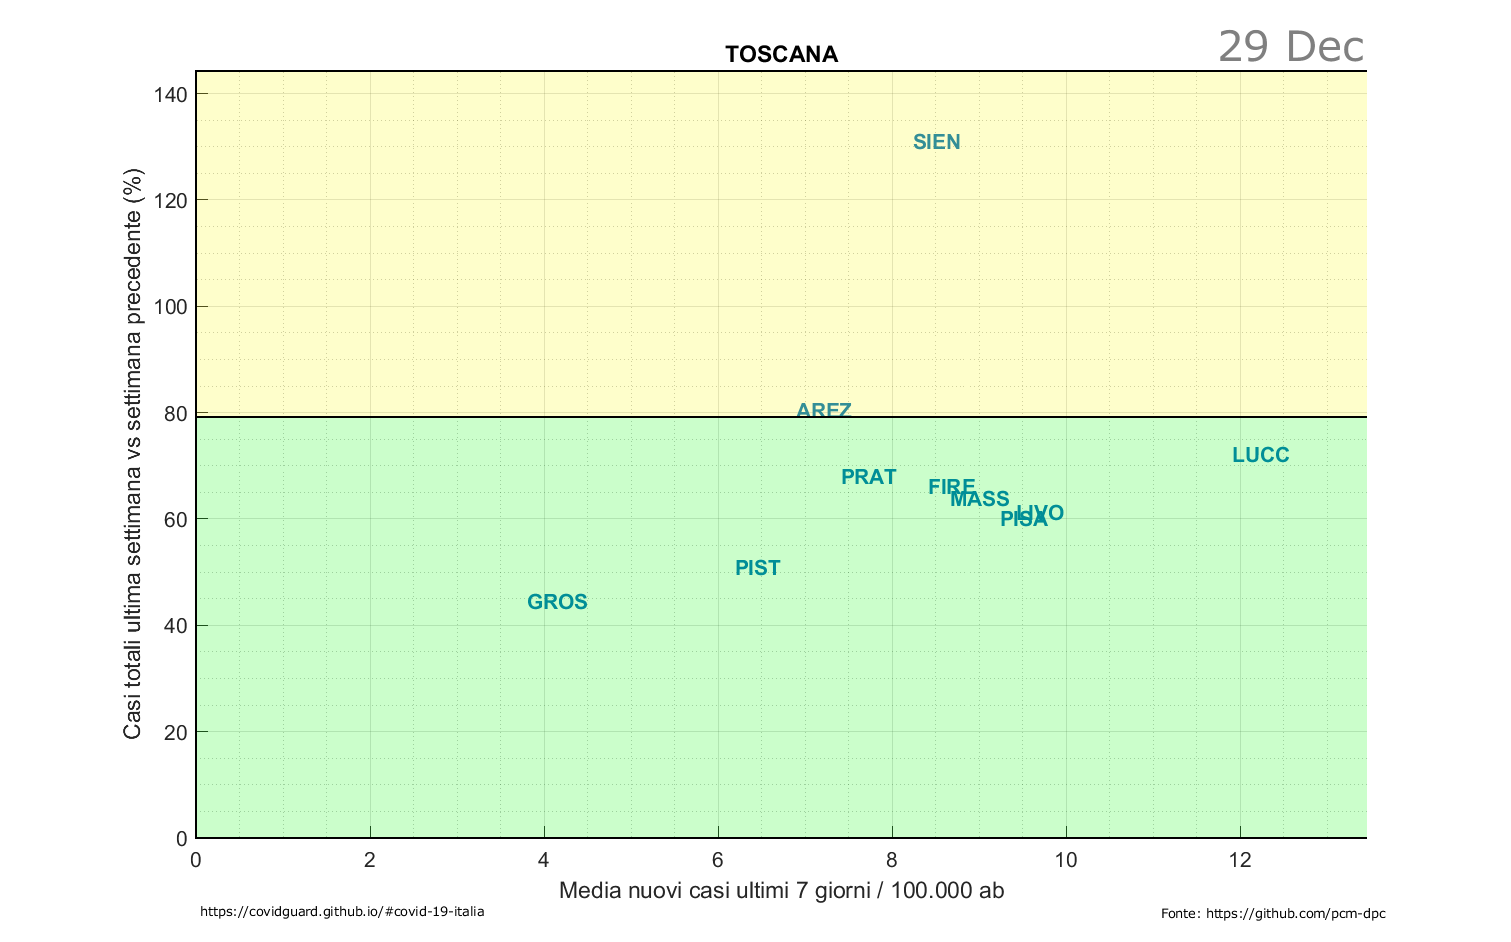 29 Dec
TOSCANA
Casi totali ultima settimana vs settimana precedente (%)
140
120
100
80
60
40
20
0
SIEN
AREZ
LUCC
PRAT
FIRE
MASS
LIVO
PISA
PIST
GROS
0 2 4 6 8 10 12
Media nuovi casi ultimi 7 giorni / 100.000 ab
https://covidguard.github.io/#covid-19-italia
Fonte: https://github.com/pcm-dpc